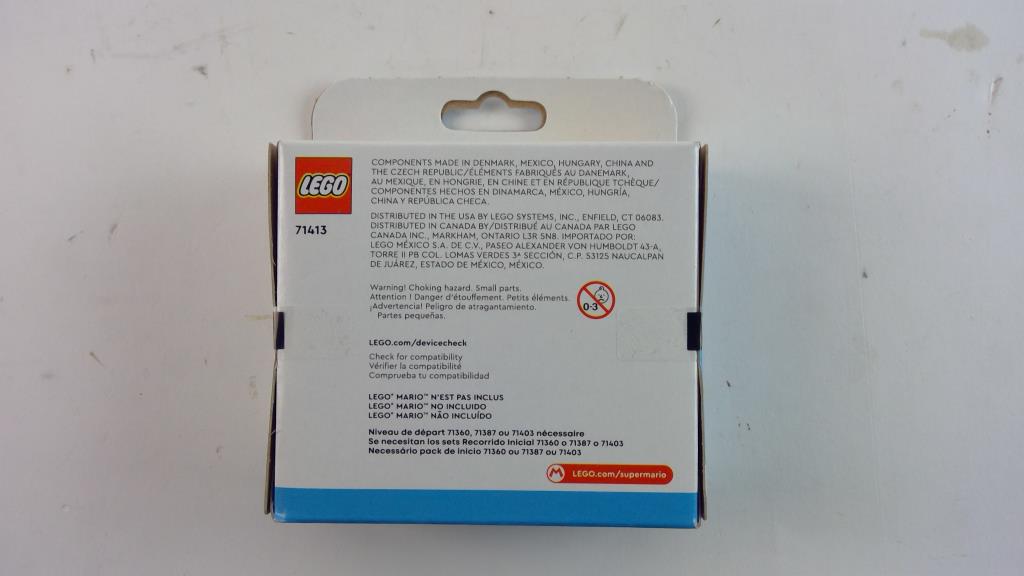 LEGO
71413
COMPONENTS MADE IN DENMARK, MEXICO, HUNGARY, CHINA AND
THE CZECH REPUBLIC/ÉLÉMENTS FABRIQUÉS AU DANEMARK,
AU MEXIQUE, EN HONGRIE, EN CHINE ET EN RÉPUBLIQUE TCHÈQUE/
COMPONENTES HECHOS EN DINAMARCA, MÉXICO, HUNGRÍA,
CHINA Y REPÚBLICA CHECA.
DISTRIBUTED IN THE USA BY LEGO SYSTEMS, INC., ENFIELD, CT 06083.
DISTRIBUTED IN CANADA BY/DISTRIBUÉ AU CANADA PAR LEGO
CANADA INC., MARKHAM, ONTARIO L3R 5N8. IMPORTADO POR:
LEGO MÉXICO S.A. DE C.V., PASEO ALEXANDER VON HUMBOLDT 43-A,
TORRE II PB COL. LOMAS VERDES 3ª SECCIÓN, C.P. 53125 NAUCALPAN
DE JUÁREZ, ESTADO DE MÉXICO, MÉXICO.
Warning! Choking hazard. Small parts.
Attention ! Danger d'étouffement. Petits éléments.
¡Advertencia! Peligro de atragantamiento.
Partes pequeñas.
0-3
LEGO.com/devicecheck
Check for compatibility
Vérifier la compatibilité
Comprueba tu compatibilidad
LEGO® MARIO™ N'EST PAS INCLUS
LEGO® MARIO™ NO INCLUIDO
LEGO® MARIO™ NÃO INCLUÍDO
Niveau de départ 71360, 71387 ou 71403 nécessaire
Se necesitan los sets Recorrido Inicial 71360 o 71387 o 71403
Necessário pack de início 71360 ou 71387 ou 71403
M LEGO.com/supermario